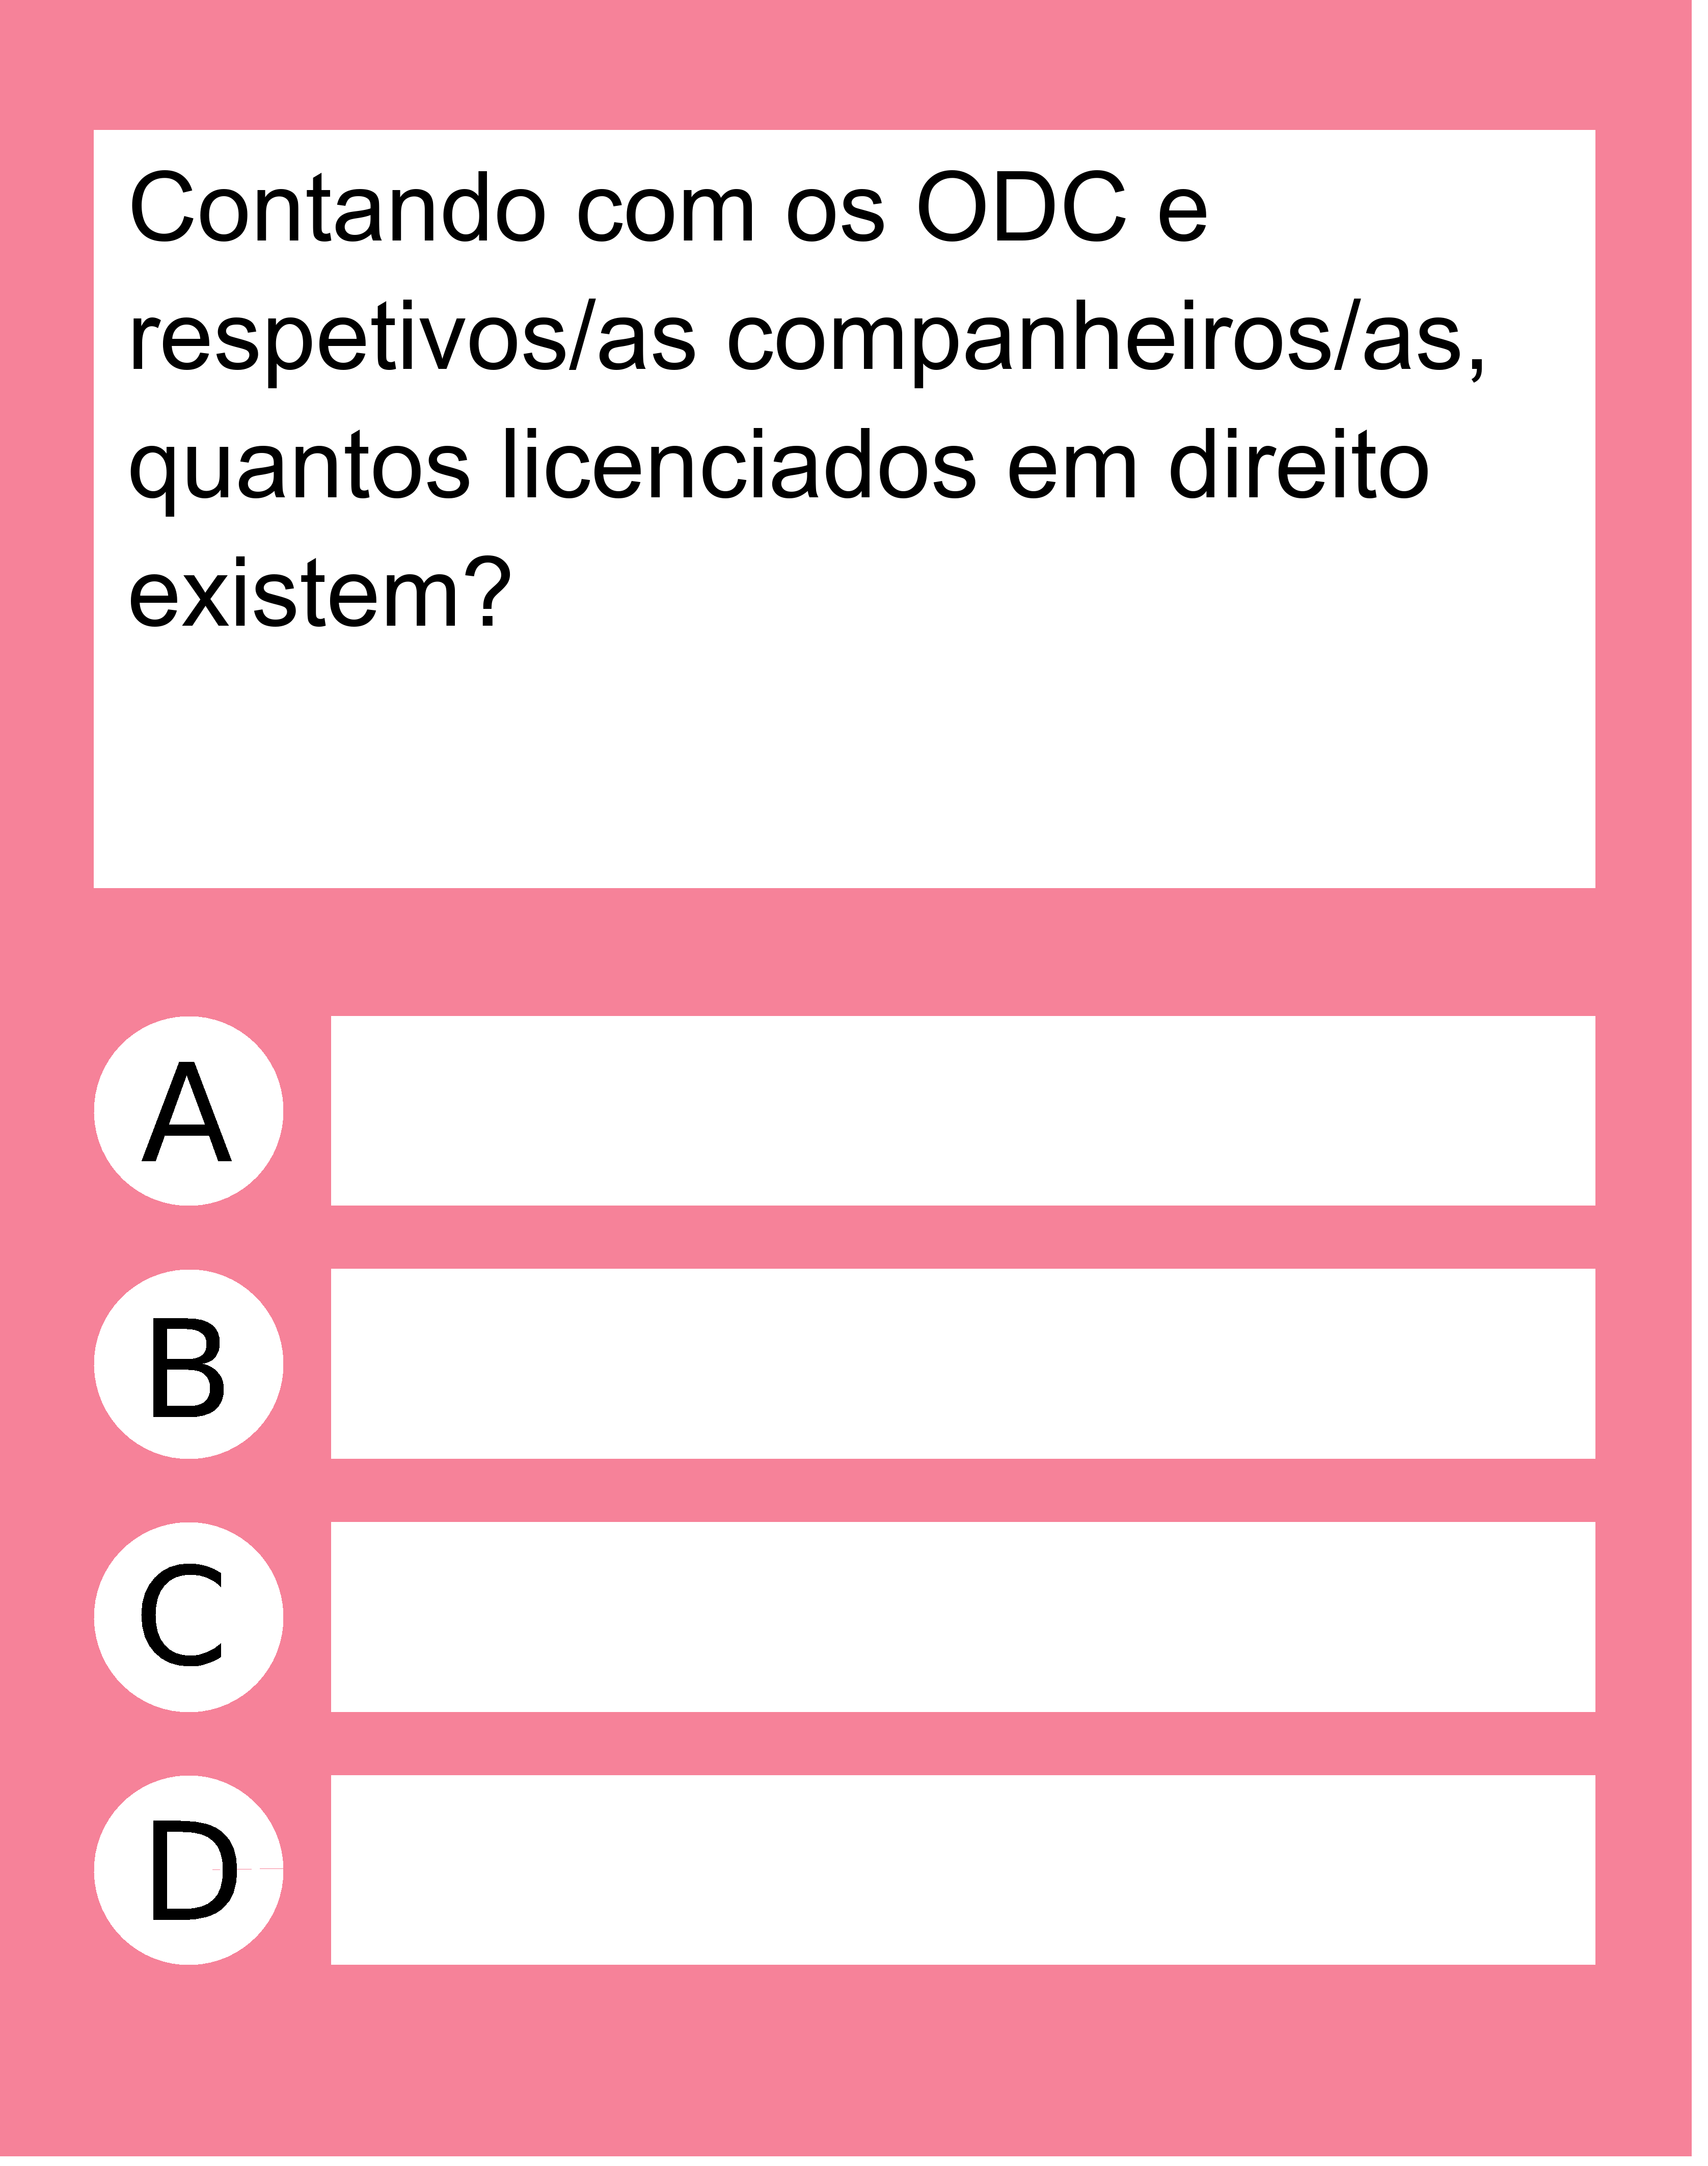 Contando com os ODC e
respetivos/as companheiros/as,
quantos licenciados em direito
existem?
A
B
C
D